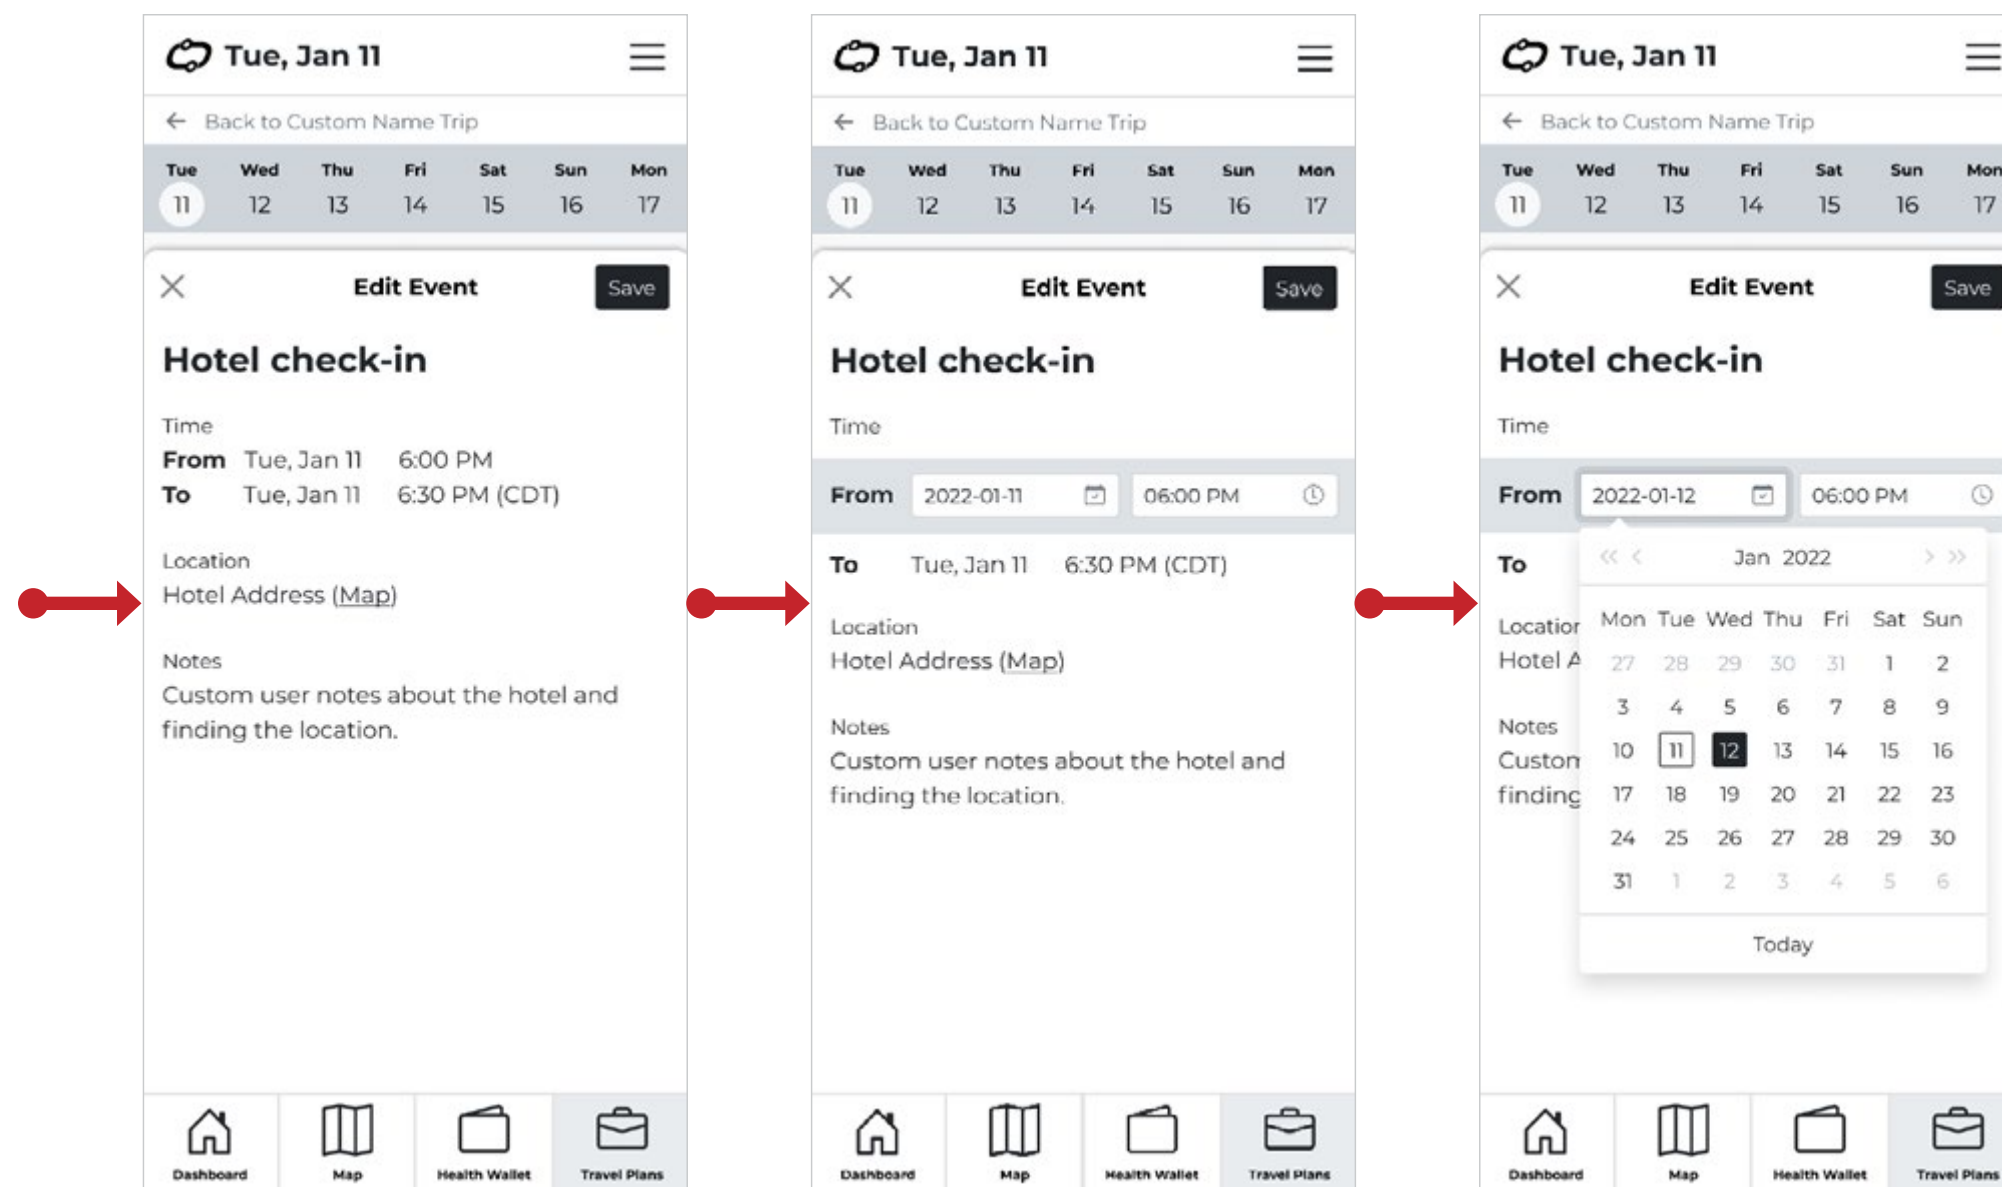 Tue, Jan 11
← Back to Custom Name Trip
Tue Wed Thu Fri Sat Sun Mon
11 12 13 14 15 16 17
Edit Event
Save
Hotel check-in
Time
From Tue, Jan 11 6:00 PM
To Tue, Jan 11 6:30 PM (CDT)
Location
Hotel Address (Map)
Notes
Custom user notes about the hotel and
finding the location.
Dashboard Map Health Wallet Travel Plans
Tue, Jan 11
← Back to Custom Name Trip
Tue Wed Thu Fri Sat Sun Mon
11 12 13 14 15 16 17
Edit Event
Save
Hotel check-in
Time
From 2022-01-11 06:00 PM
To Tue, Jan 11 6:30 PM (CDT)
Location
Hotel Address (Map)
Notes
Custom user notes about the hotel and
finding the location.
Dashboard Map Health Wallet Travel Plans
Tue, Jan 11
← Back to Custom Name Trip
Tue Wed Thu Fri Sat Sun Mon
11 12 13 14 15 16 17
Edit Event
Save
Hotel check-in
Time
From 2022-01-12 06:00 PM
To
Location
Hotel A
Notes
Custom
finding
« < Jan 2022 > »
Mon Tue Wed Thu Fri Sat Sun
27 28 29 30 31 1 2
3 4 5 6 7 8 9
10 11 12 13 14 15 16
17 18 19 20 21 22 23
24 25 26 27 28 29 30
31 1 2 3 4 5 6
Today
Dashboard Map Health Wallet Travel Plans